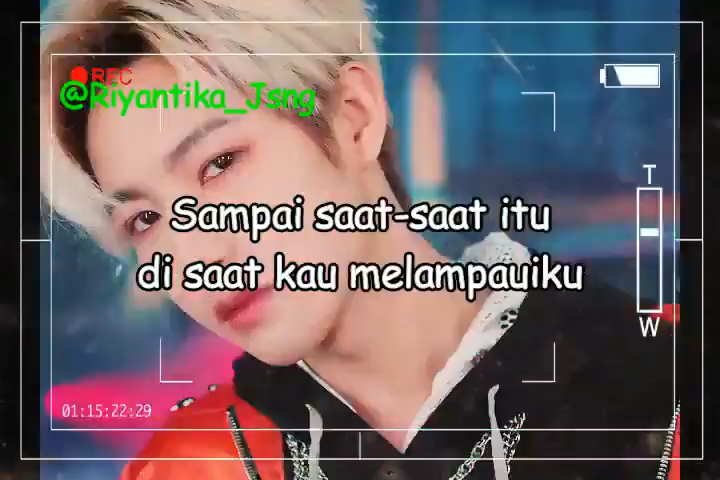 REC
@Riyantika_Jsng
T
Sampai saat-saat itu
di saat kau melampauiku
W
01:15:22:29